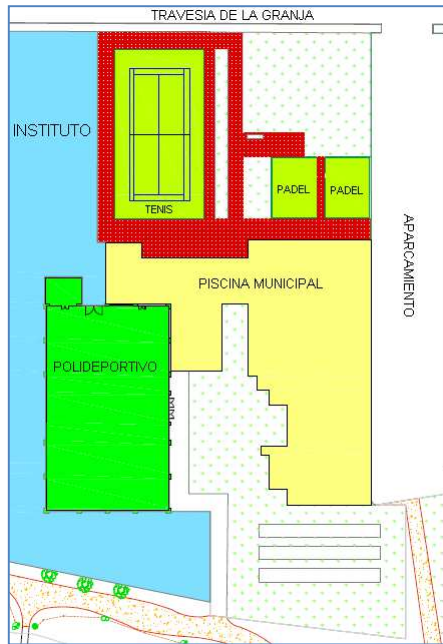 TRAVESIA DE LA GRANJA
INSTITUTO
TENIS
PADEL
PADEL
APARCAMIENTO
PISCINA MUNICIPAL
POLIDEPORTIVO